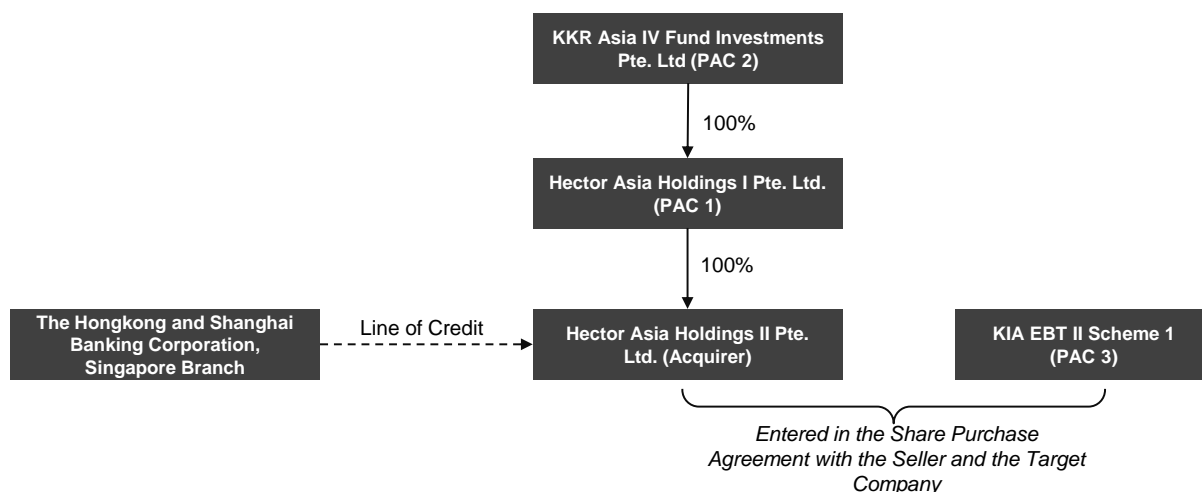 KKR Asia IV Fund Investments
Pte. Ltd (PAC 2)
100%
Hector Asia Holdings I Pte. Ltd.
(PAC 1)
100%
The Hongkong and Shanghai
Banking Corporation,
Singapore Branch
Line of Credit
Hector Asia Holdings II Pte.
Ltd. (Acquirer)
KIA EBT II Scheme 1
(PAC 3)
Entered in the Share Purchase
Agreement with the Seller and the Target
Company